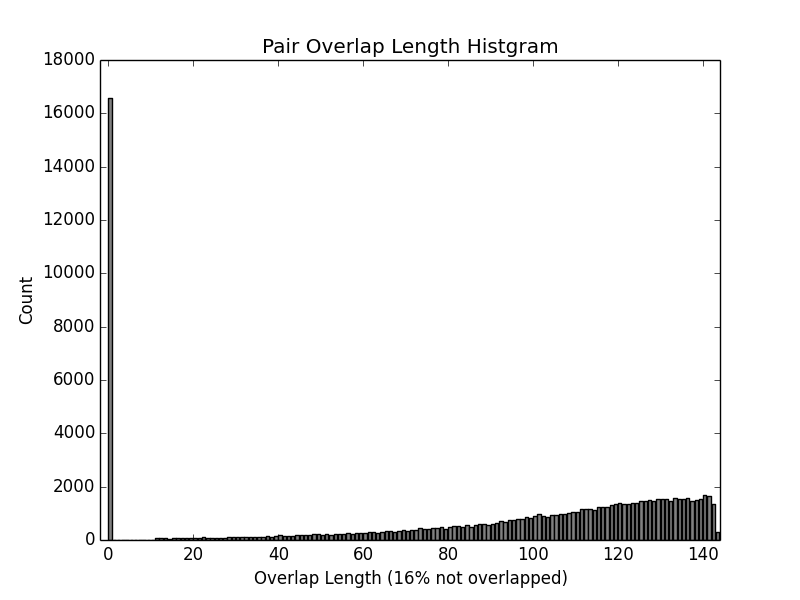 Pair Overlap Length Histgram
18000
16000
14000
12000
10000
8000
6000
4000
2000
0
Count
0 20 40 60 80 100 120 140
Overlap Length (16% not overlapped)